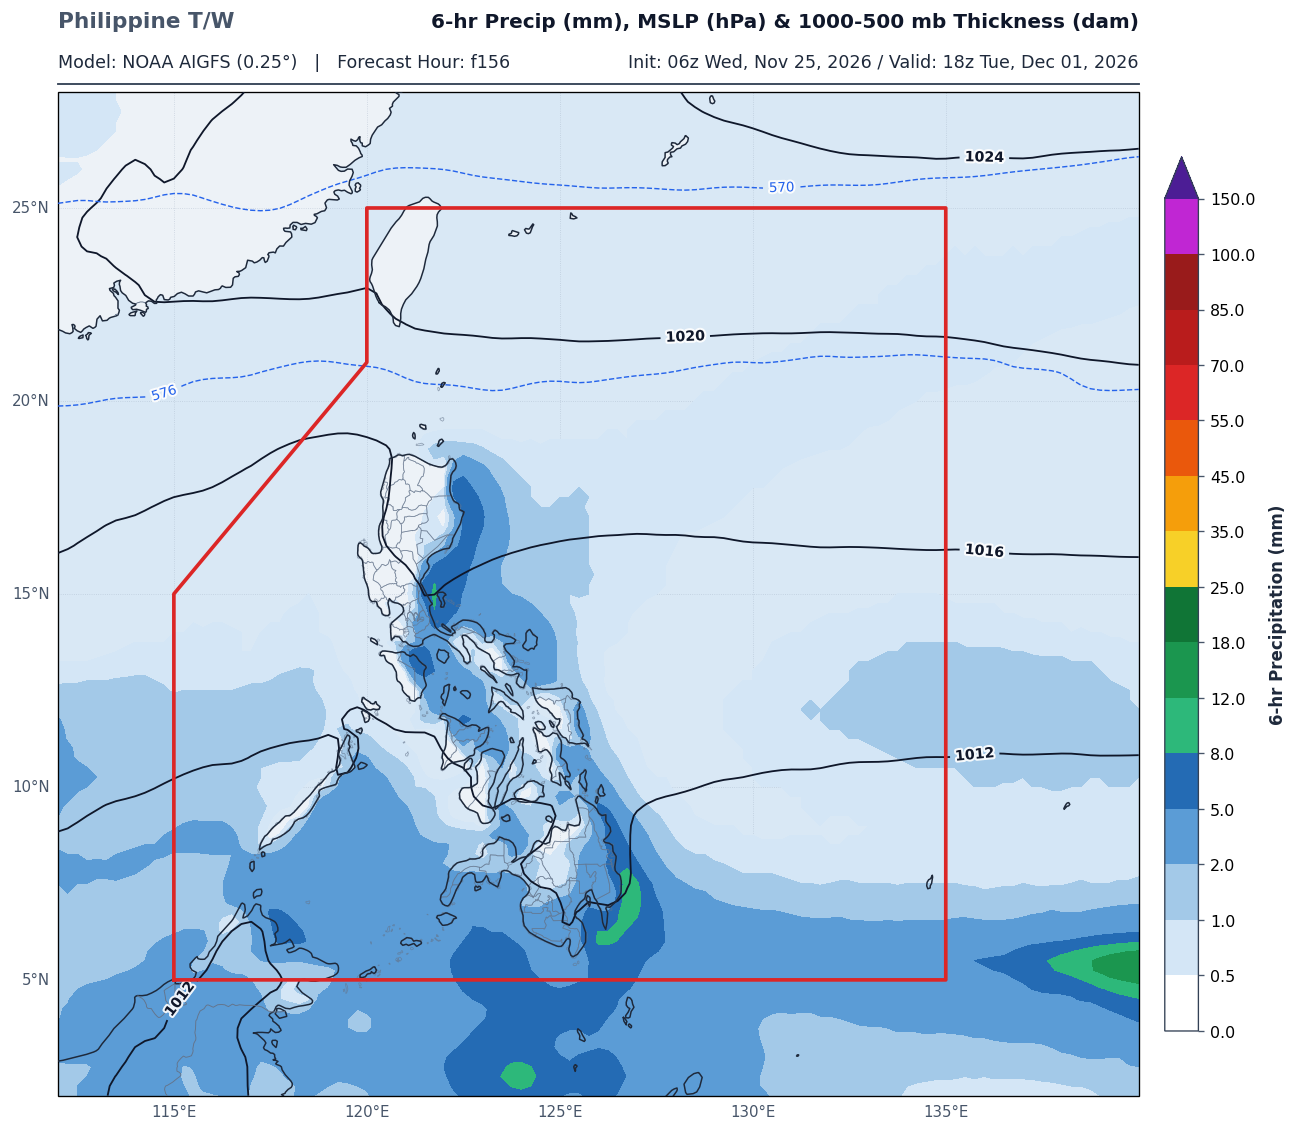 Philippine T/W
6-hr Precip (mm), MSLP (hPa) & 1000-500 mb Thickness (dam)
Model: NOAA AIGFS (0.25°) | Forecast Hour: f156
Init: 06z Wed, Nov 25, 2026 / Valid: 18z Tue, Dec 01, 2026
1024
570
1020
576
1016
1012
1012
25°N
20°N
15°N
10°N
5°N
115°E
120°E
125°E
130°E
135°E
150.0
100.0
85.0
70.0
55.0
45.0
35.0
25.0
18.0
12.0
8.0
5.0
2.0
1.0
0.5
0.0
6-hr Precipitation (mm)